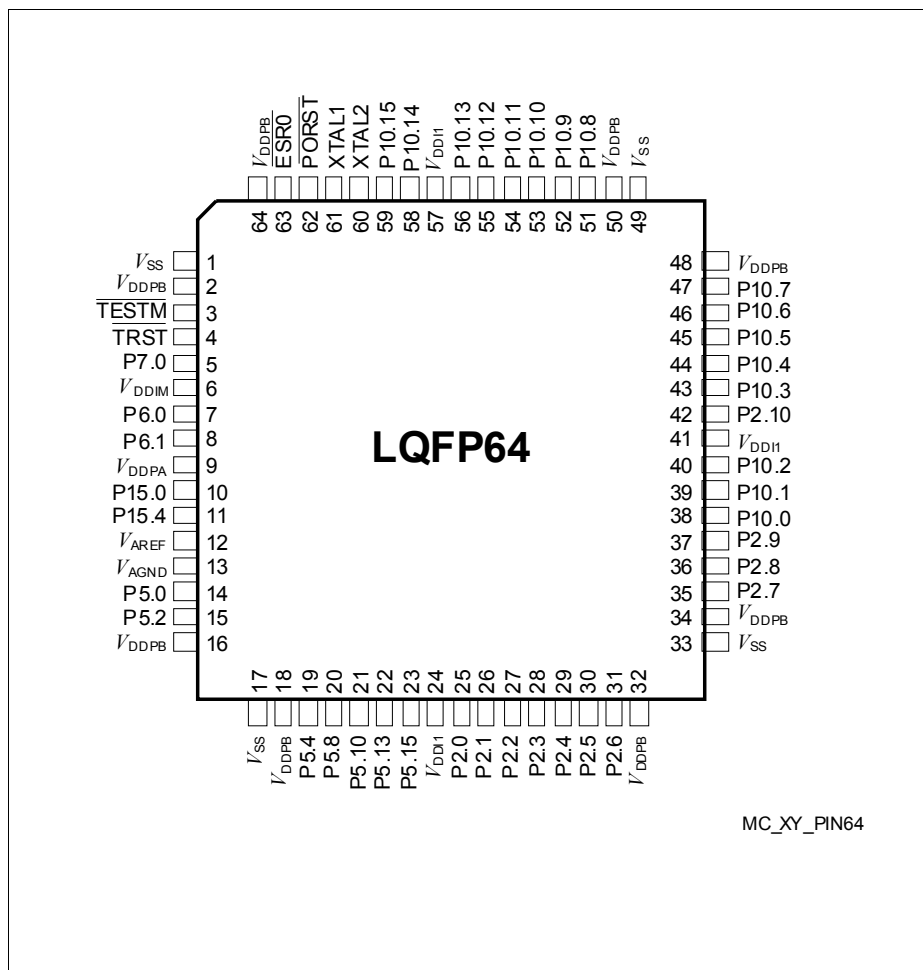 VDDPB
ESR0
PORST
XTAL1
XTAL2
P10.15
P10.14
VDDI1
P10.13
P10.12
P10.11
P10.10
P10.9
P10.8
VDDPB
VSS
64 63 62 61 60 59 58 57 56 55 54 53 52 51 50 49
VSS 1
VDDPB 2
TESTM 3
TRST 4
P7.0 5
VDDIM 6
P6.0 7
P6.1 8
VDDPA 9
P15.0 10
P15.4 11
VAREF 12
VAGND 13
P5.0 14
P5.2 15
VDDPB 16
LQFP64
48 VDDPB
47 P10.7
46 P10.6
45 P10.5
44 P10.4
43 P10.3
42 P2.10
41 VDDI1
40 P10.2
39 P10.1
38 P10.0
37 P2.9
36 P2.8
35 P2.7
34 VDDPB
33 VSS
17 18 19 20 21 22 23 24 25 26 27 28 29 30 31 32
VSS
VDDPB
P5.4
P5.8
P5.10
P5.13
P5.15
VDDI1
P2.0
P2.1
P2.2
P2.3
P2.4
P2.5
P2.6
VDDPB
MC_XY_PIN64